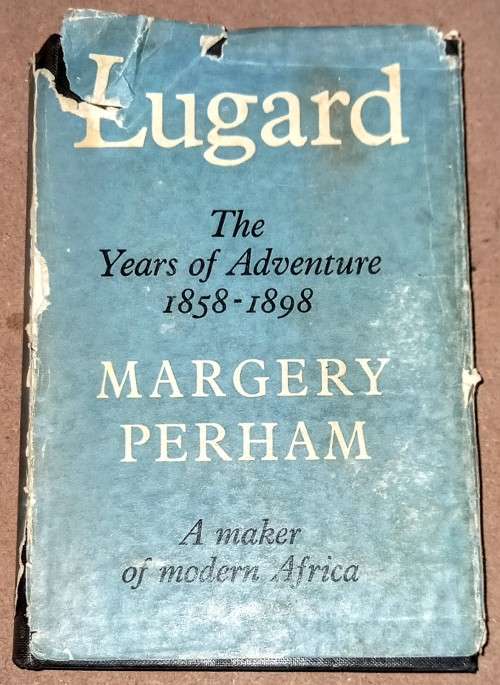 Lugard
The
Years of Adventure
1858-1898
MARGERY
PERHAM
A maker
of modern Africa